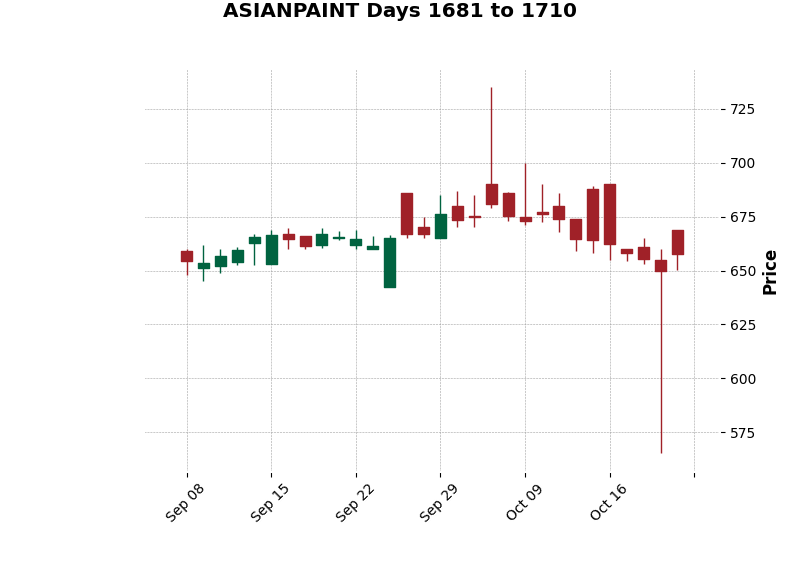 ASIANPAINT Days 1681 to 1710
725
700
675
650
625
600
575
Price
Sep 08
Sep 15
Sep 22
Sep 29
Oct 09
Oct 16